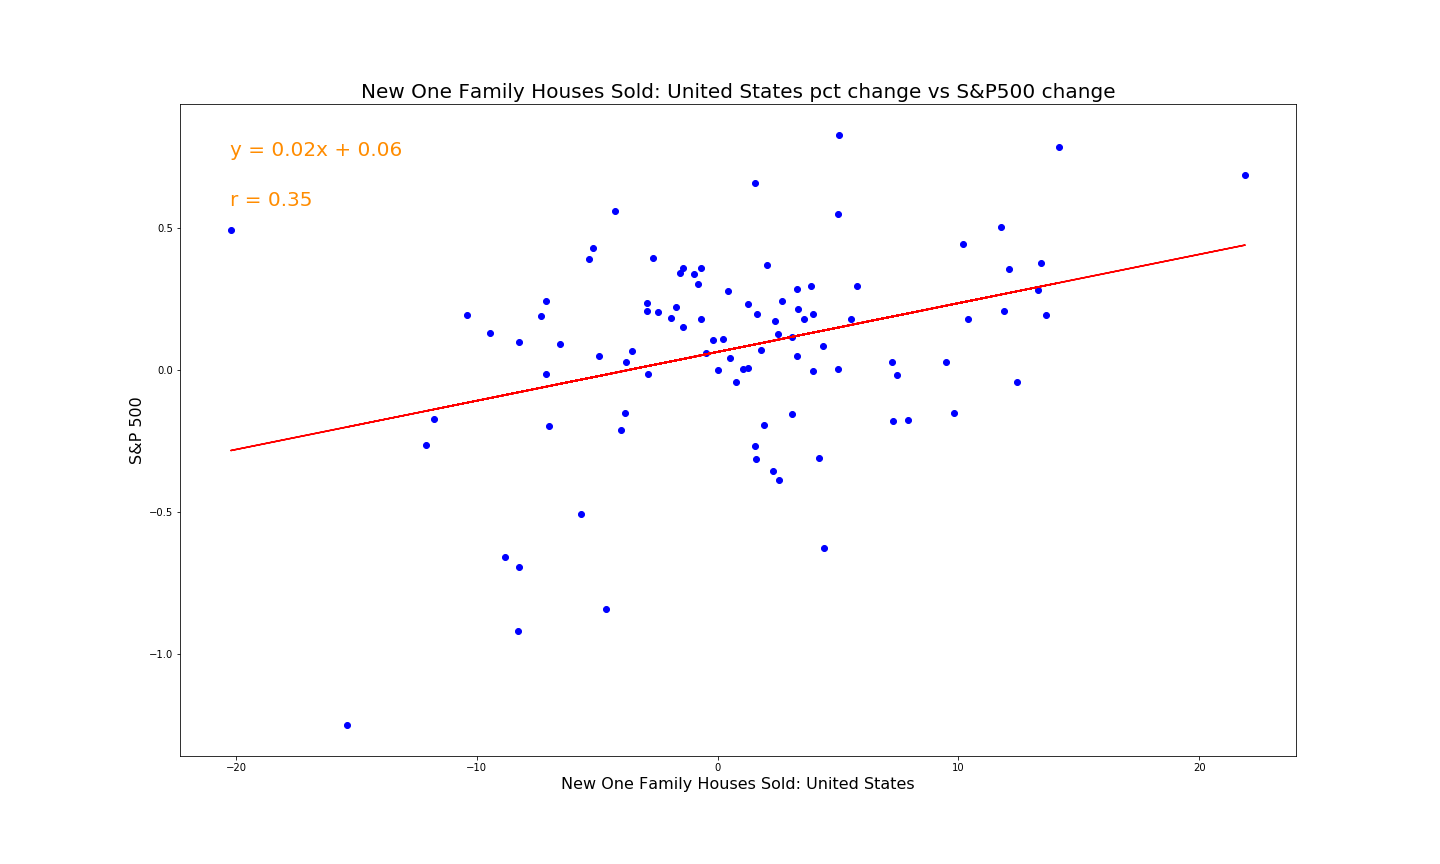 New One Family Houses Sold: United States pct change vs S&P500 change
y = 0.02x + 0.06
r = 0.35
S&P 500
0.5
0.0
−0.5
−1.0
−20
−10
0
10
20
New One Family Houses Sold: United States